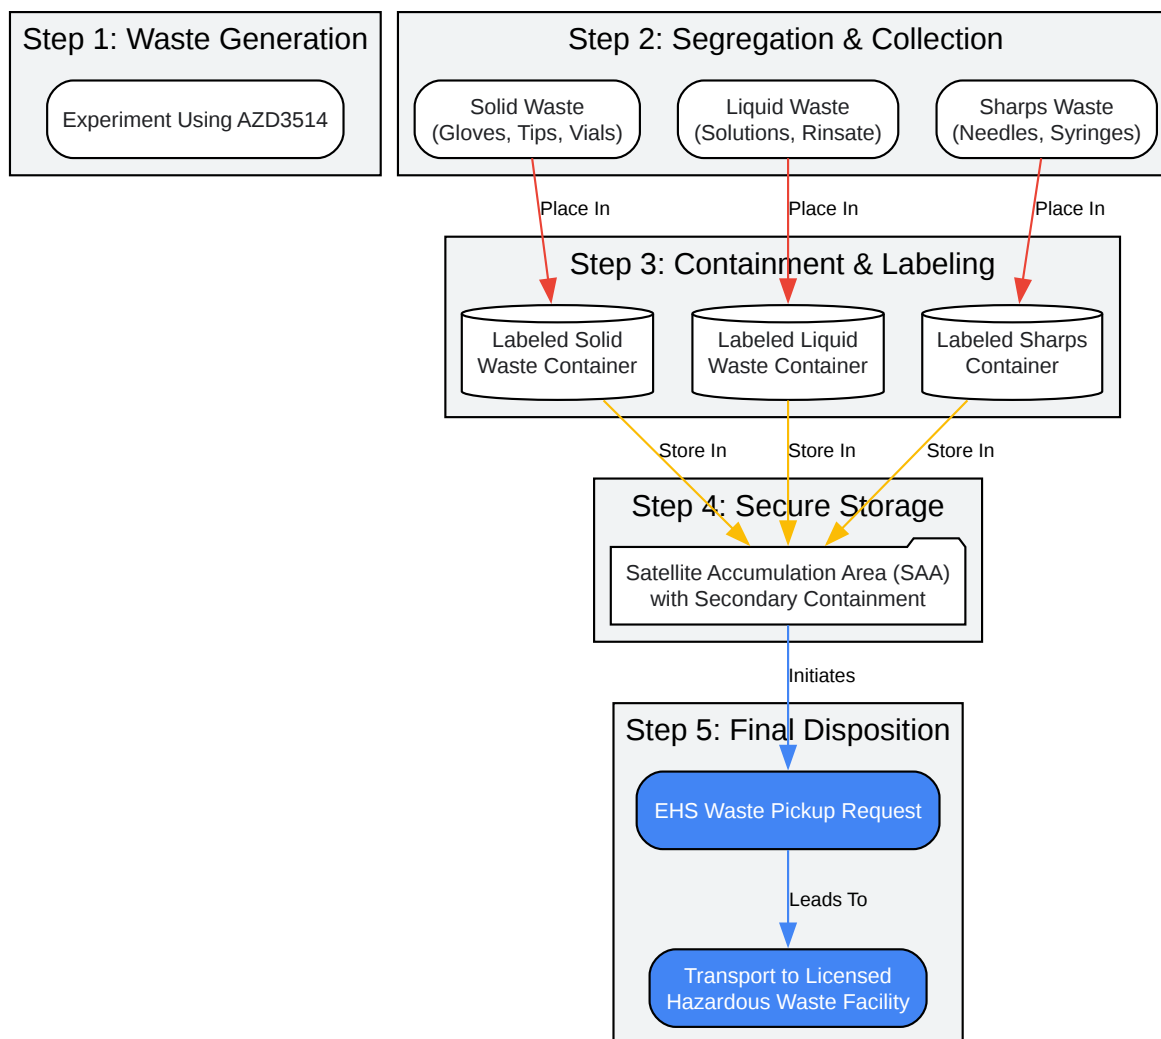 Step 1: Waste Generation
Experiment Using AZD3514
Step 2: Segregation & Collection
Solid Waste
(Gloves, Tips, Vials)
Liquid Waste
(Solutions, Rinsate)
Sharps Waste
(Needles, Syringes)
Place In
Place In
Place In
Step 3: Containment & Labeling
Labeled Solid
Waste Container
Labeled Liquid
Waste Container
Labeled Sharps
Container
Store In
Store In
Store In
Step 4: Secure Storage
Satellite Accumulation Area (SAA)
with Secondary Containment
Initiates
Step 5: Final Disposition
EHS Waste Pickup Request
Leads To
Transport to Licensed
Hazardous Waste Facility